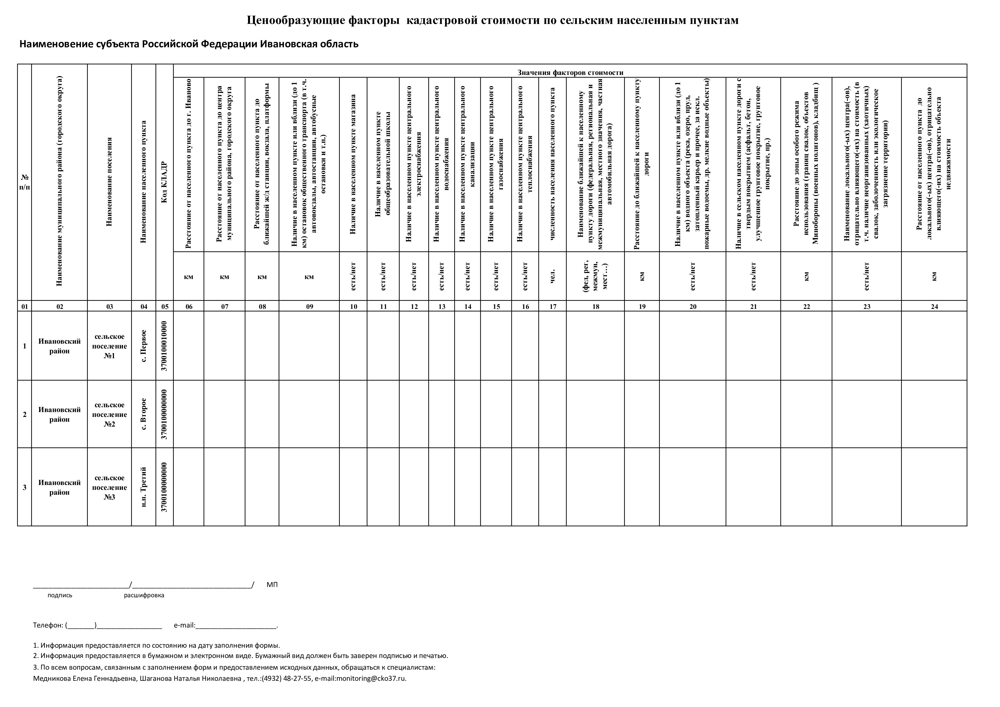 Ценообразующие факторы  кадастровой стоимости по сельским населенным пунктам
Наименовение субъекта Российской Федерации Ивановская область
№
п/п
Наименование муниципального района (городского округа)
Наименование поселения
Наименование населенного пункта
Код КЛАДР
Значения факторов стоимости
Расстояние от населенного пункта до г. Иваново
Расстояние от населенного пункта до центра
муниципального района, городского округа
Расстояние от населенного пункта до
ближайшей ж/д станции, вокзала, платформы
Наличие в населенном пункте или вблизи (до 1
км) остановок общественного транспорта (в т.ч.
автовокзалы, автостанции, автобусные
остановки и т.п.)
Наличие в населенном пункте магазина
Наличие в населенном пункте
общеобразовательной школы
Наличие в населенном пункте центрального
электроснабжения
Наличие в населенном пункте центрального
водоснабжения
Наличие в населенном пункте центрального
канализации
Наличие в населенном пункте центрального
газоснабжения
Наличие в населенном пункте центрального
теплоснабжения
численность населения населенного пункта
Наименование ближайшей к населенному
пункту дороги (федеральная, региональная и
межмуниципальная, местного значения, частная
автомобильная дорога)
Расстояние до ближайшей к населенному пункту
дороги
Наличие в населенном пункте или вблизи (до 1
км) водного объекта (река, озеро, пруд,
затопленный карьер и прочее, за искл.
пожарные водоемы, др. мелкие водные объекты)
Наличие в сельском населенном пункте дороги с
твердым покрытием (асфальт, бетон,
улучшенное грунтовое покрытие, грунтовое
покрытие, пр.)
Расстояние до зоны особого режима
использования (границ свалок, объектов
Минобороны (военных полигонов), кладбищ )
Наименование локального(-ых) центра(-ов),
отрицательно влияющего(-их) на стоимость (в
т.ч. наличие неорганизованных (хаотичных)
свалок, заболоченность или экологическое
загрязнение территории)
Расстояние от населенного пункта  до
локального(-ых) центра(-ов), отрицательно
влияющего(-их) на стоимость объекта
недвижимости
км
км
км
км
есть/нет
есть/нет
есть/нет
есть/нет
есть/нет
есть/нет
есть/нет
чел.
(фед, рег,
межмун,
мест…)
км
есть/нет
есть/нет
км
есть/нет
км
01 02 03 04 05 06 07 08 09 10 11 12 13 14 15 16 17 18 19 20 21 22 23 24
1
Ивановский
район
сельское
поселение
№1
с. Первое
3700100010000
2
Ивановский
район
сельское
поселение
№2
с. Второе
3700100000000
3
Ивановский
район
сельское
поселение
№3
н.п. Третий
3700100000000
_________________________/_______________________________/ МП
подпись расшифровка
Телефон: (_______)_________________ e-mail:_____________________.
1. Информация предоставляется по состоянию на дату заполнения формы.
2. Информация предоставляется в бумажном и электронном виде. Бумажный вид должен быть заверен подписью и печатью.
3. По всем вопросам, связанным с заполнением форм и предоставлением исходных данных, обращаться к специалистам:
Медникова Елена Геннадьевна, Шаганова Наталья Николаевна , тел.:(4932) 48-27-55, e-mail:monitoring@cko37.ru.